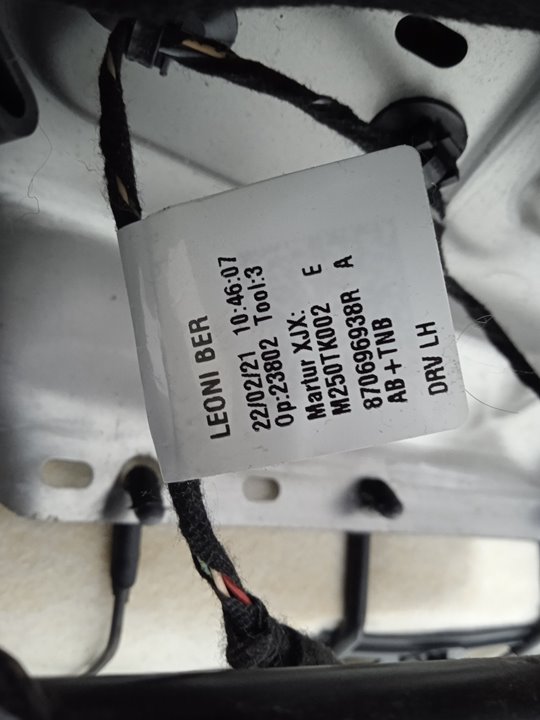 LEONI BER
22/02/21 10:46:07
Op:23802 Tool:3
Martur XJX:
M250TK002 E
870696938R A
AB+TNB
DRV LH